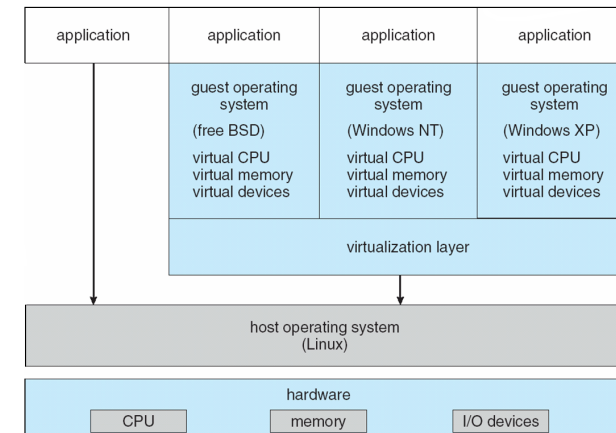 application
application
application
application
guest operating
system
(free BSD)
virtual CPU
virtual memory
virtual devices
guest operating
system
(Windows NT)
virtual CPU
virtual memory
virtual devices
guest operating
system
(Windows XP)
virtual CPU
virtual memory
virtual devices
virtualization layer
host operating system
(Linux)
hardware
CPU
memory
I/O devices